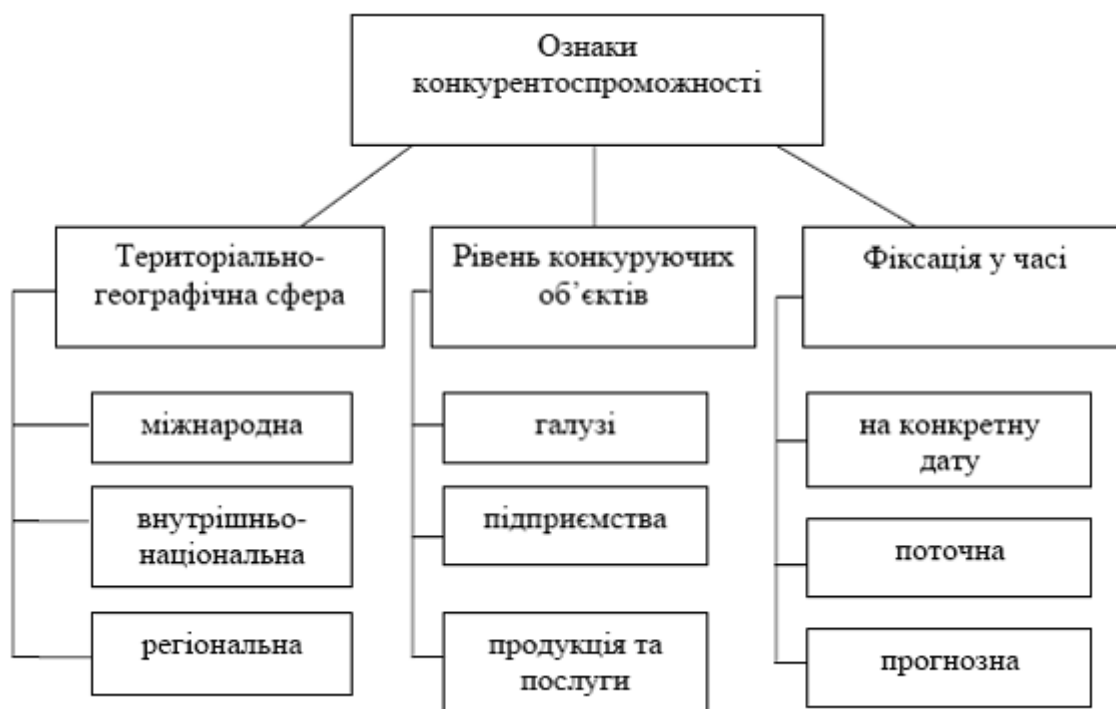 Ознаки
конкурентоспроможності
Територіально-
географічна сфера
міжнародна
внутрішньо-
національна
регіональна
Рівень конкуруючих
об’єктів
галузі
підприємства
продукція та
послуги
Фіксація у часі
на конкретну
дату
поточна
прогнозна